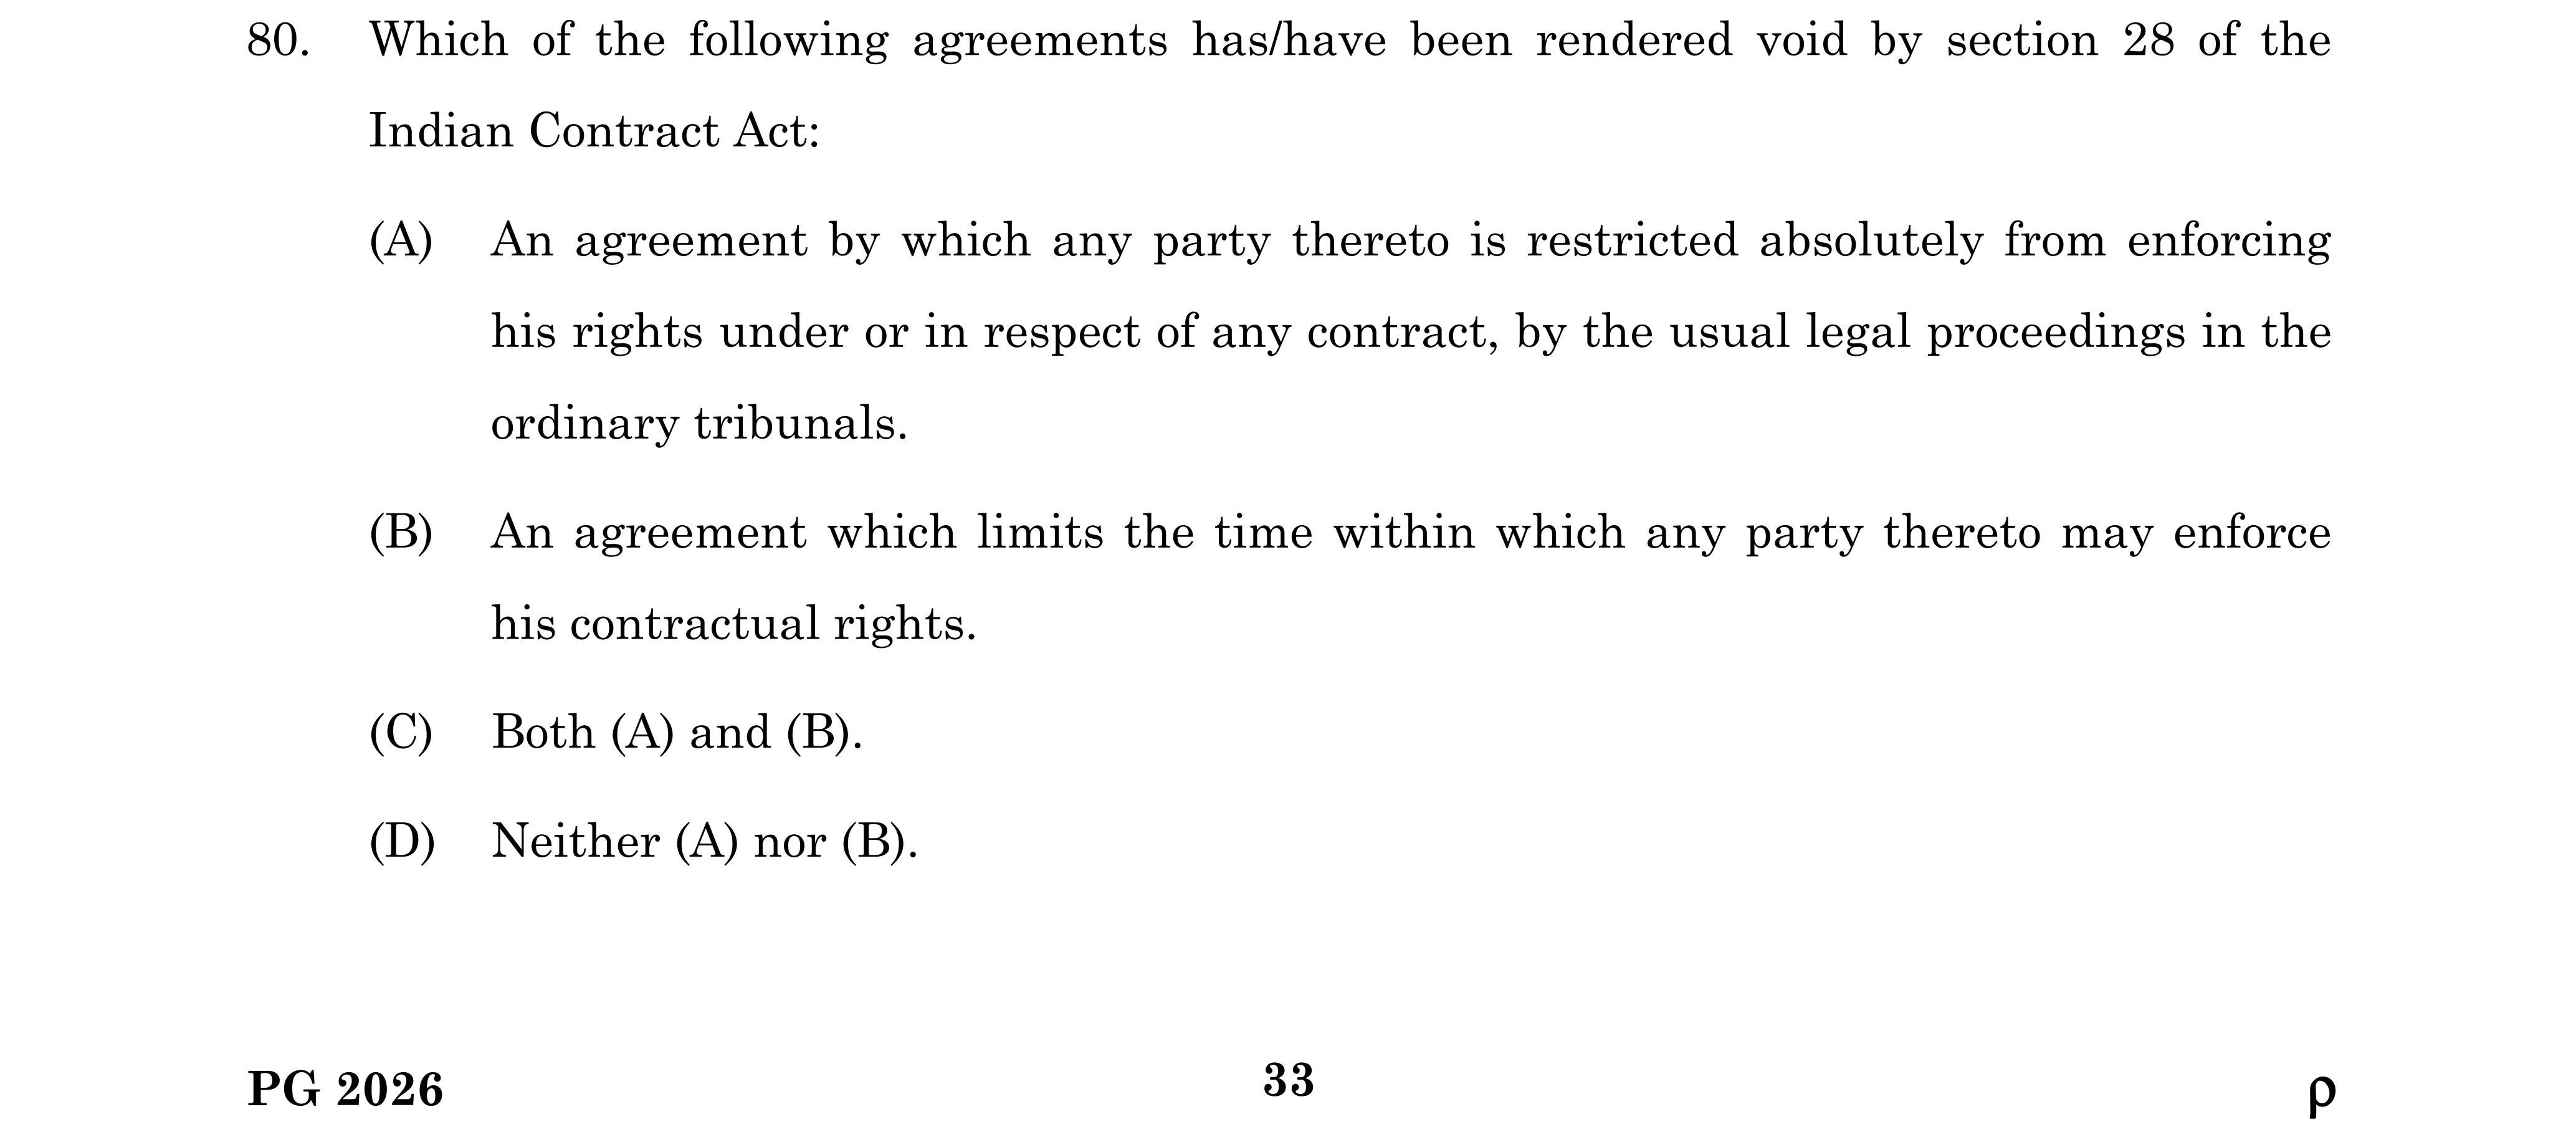 80. Which of the following agreements has/have been rendered void by section 28 of the
Indian Contract Act:
(A) An agreement by which any party thereto is restricted absolutely from enforcing
his rights under or in respect of any contract, by the usual legal proceedings in the
ordinary tribunals.
(B) An agreement which limits the time within which any party thereto may enforce
his contractual rights.
(C) Both (A) and (B).
(D) Neither (A) nor (B).
PG 2026 33 ρ